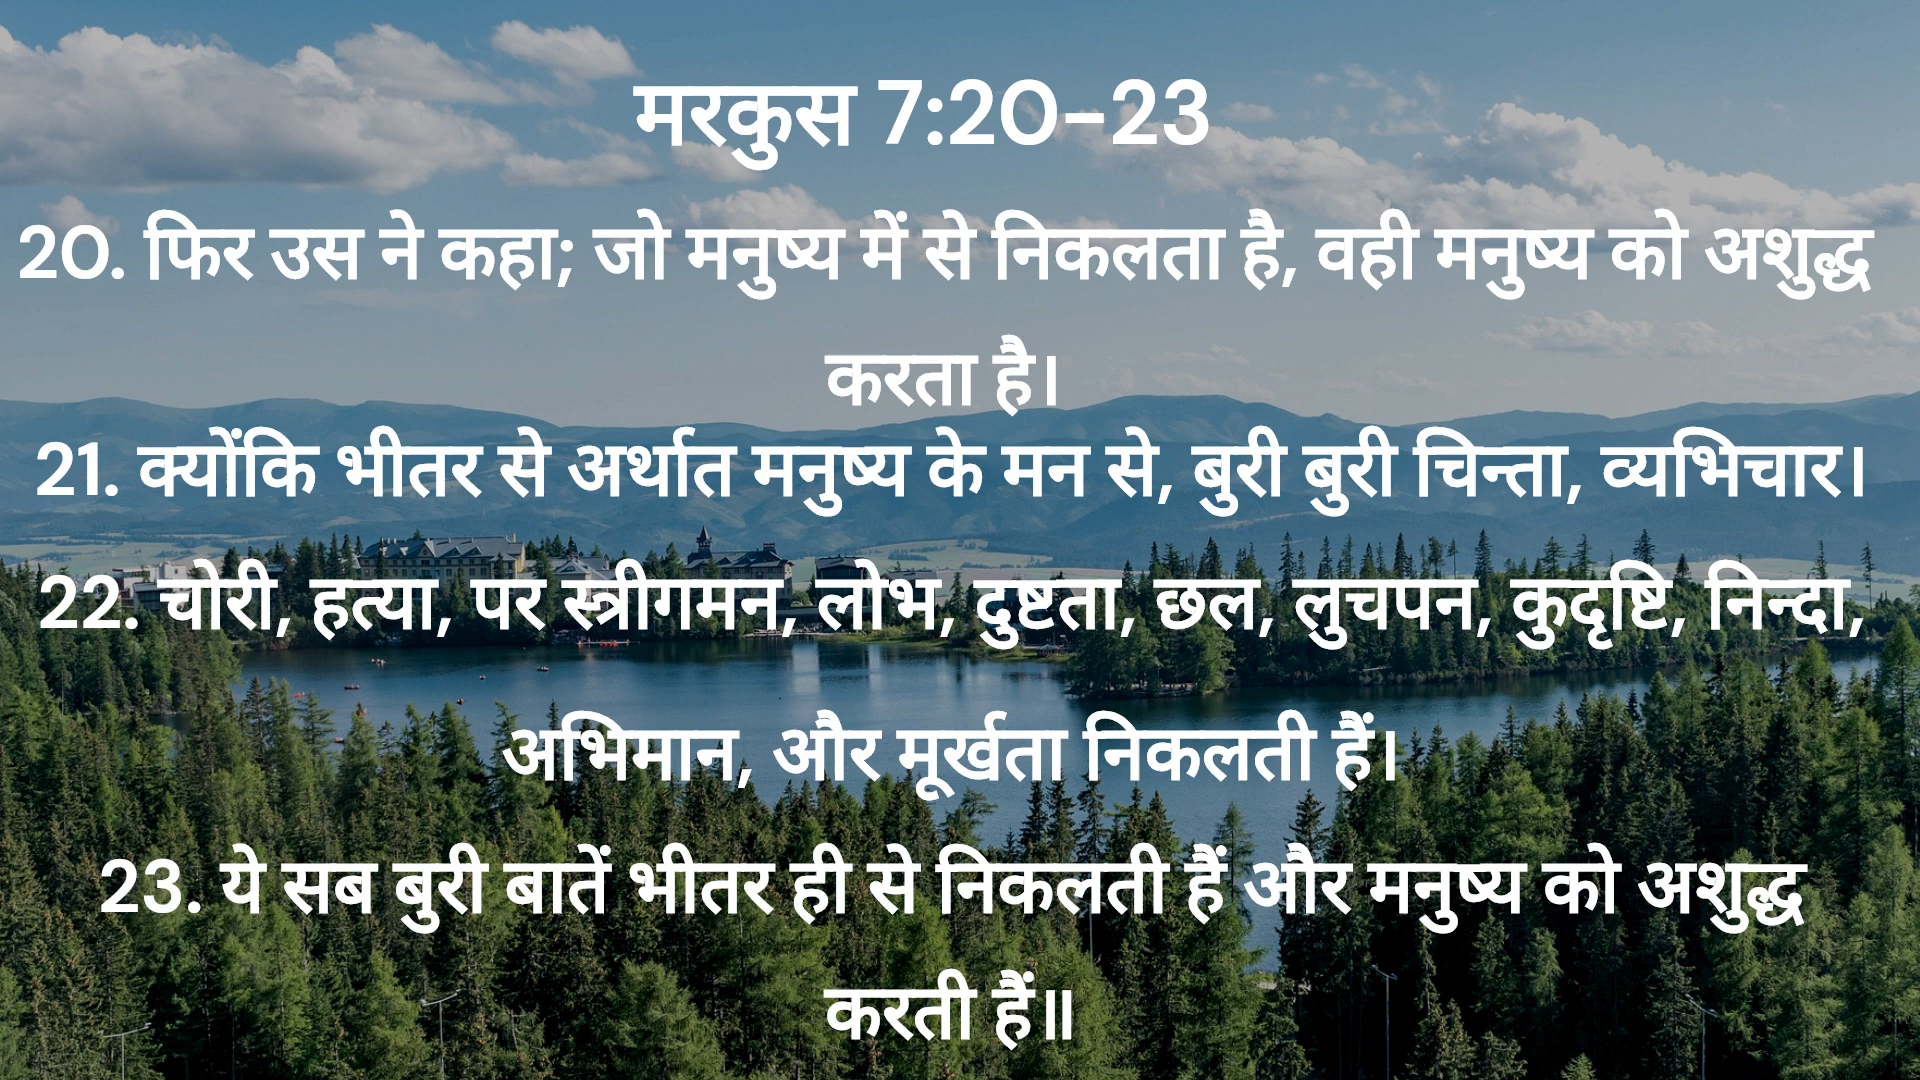 मरकुस 7:20-23
20. फिर उस ने कहा; जो मनुष्य में से निकलता है, वही मनुष्य को अशुद्ध
करता है।
21. क्योंकि भीतर से अर्थात मनुष्य के मन से, बुरी बुरी चिन्ता, व्यभिचार।
22. चोरी, हत्या, पर स्त्रीगमन, लोभ, दुष्टता, छल, लुचपन, कुदृष्टि, निन्दा,
अभिमान, और मूर्खता निकलती हैं।
23. ये सब बुरी बातें भीतर ही से निकलती हैं और मनुष्य को अशुद्ध
करती हैं॥